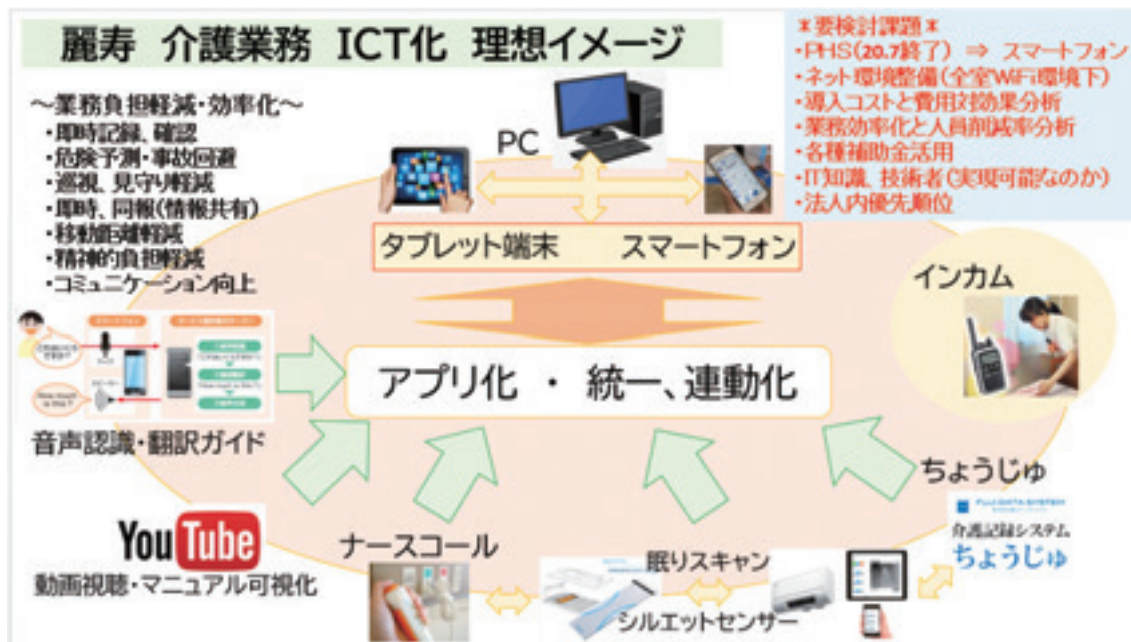 麗寿 介護業務 ICT化 理想イメージ
～業務負担軽減・効率化～
・即時記録、確認
・危険予測・事故回避
・巡視、見守り軽減
・即時、同報(情報共有)
・移動距離軽減
・精神的負担軽減
・コミュニケーション向上
＊要検討課題＊
・PHS(20.7終了) ⇒ スマートフォン
・ネット環境整備(全室WiFi環境下)
・導入コストと費用対効果分析
・業務効率化と人員削減率分析
・各種補助金活用
・IT知識、技術者(実現可能なのか)
・法人内優先順位
PC
タブレット端末 スマートフォン
インカム
アプリ化 ・ 統一、連動化
音声認識・翻訳ガイド
YouTube
動画視聴・マニュアル可視化
ナースコール
眠りスキャン
シルエットセンサー
ちょうじゅ
介護記録システム
ちょうじゅ